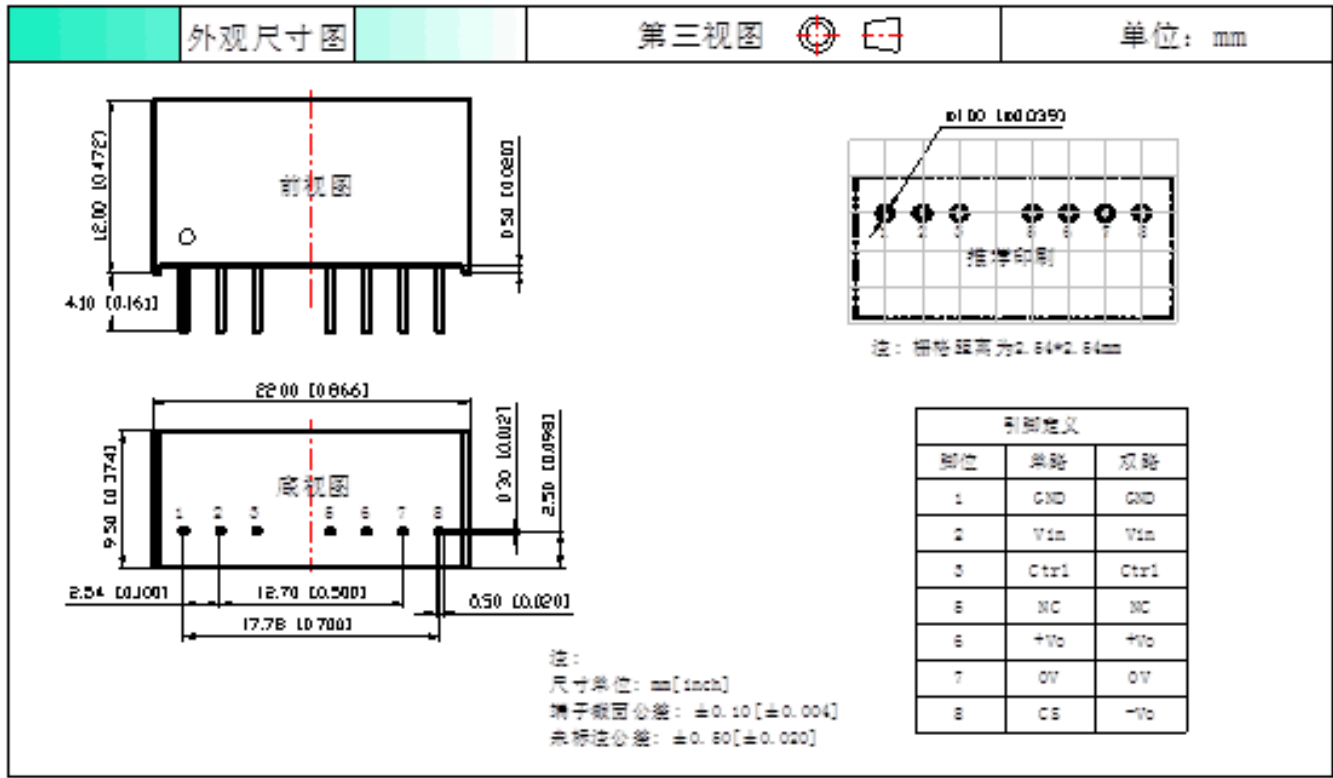 外观尺寸图
第三视图
单位: mm
12.00 [0.472]
前视图
0.50 [0.020]
4.10 [0.161]
ø1.00 [ø0.039]
1 2 3 5 6 7 8
推荐印刷
注: 栅格距离为2.54*2.54mm
22.00 [0.866]
9.50 [0.374]
底视图
0.30 [0.012]
2.50 [0.098]
1 2 3 5 6 7 8
2.54 [0.100]
12.70 [0.500]
0.50 [0.020]
17.78 [0.700]
注:
尺寸单位: mm[inch]
端子截面公差: ±0.10[±0.004]
未标注公差: ±0.50[±0.020]
引脚定义
脚位 单路 双路
1 GND GND
2 Vin Vin
3 Ctrl Ctrl
5 NC NC
6 +Vo +Vo
7 0V 0V
8 CS -Vo